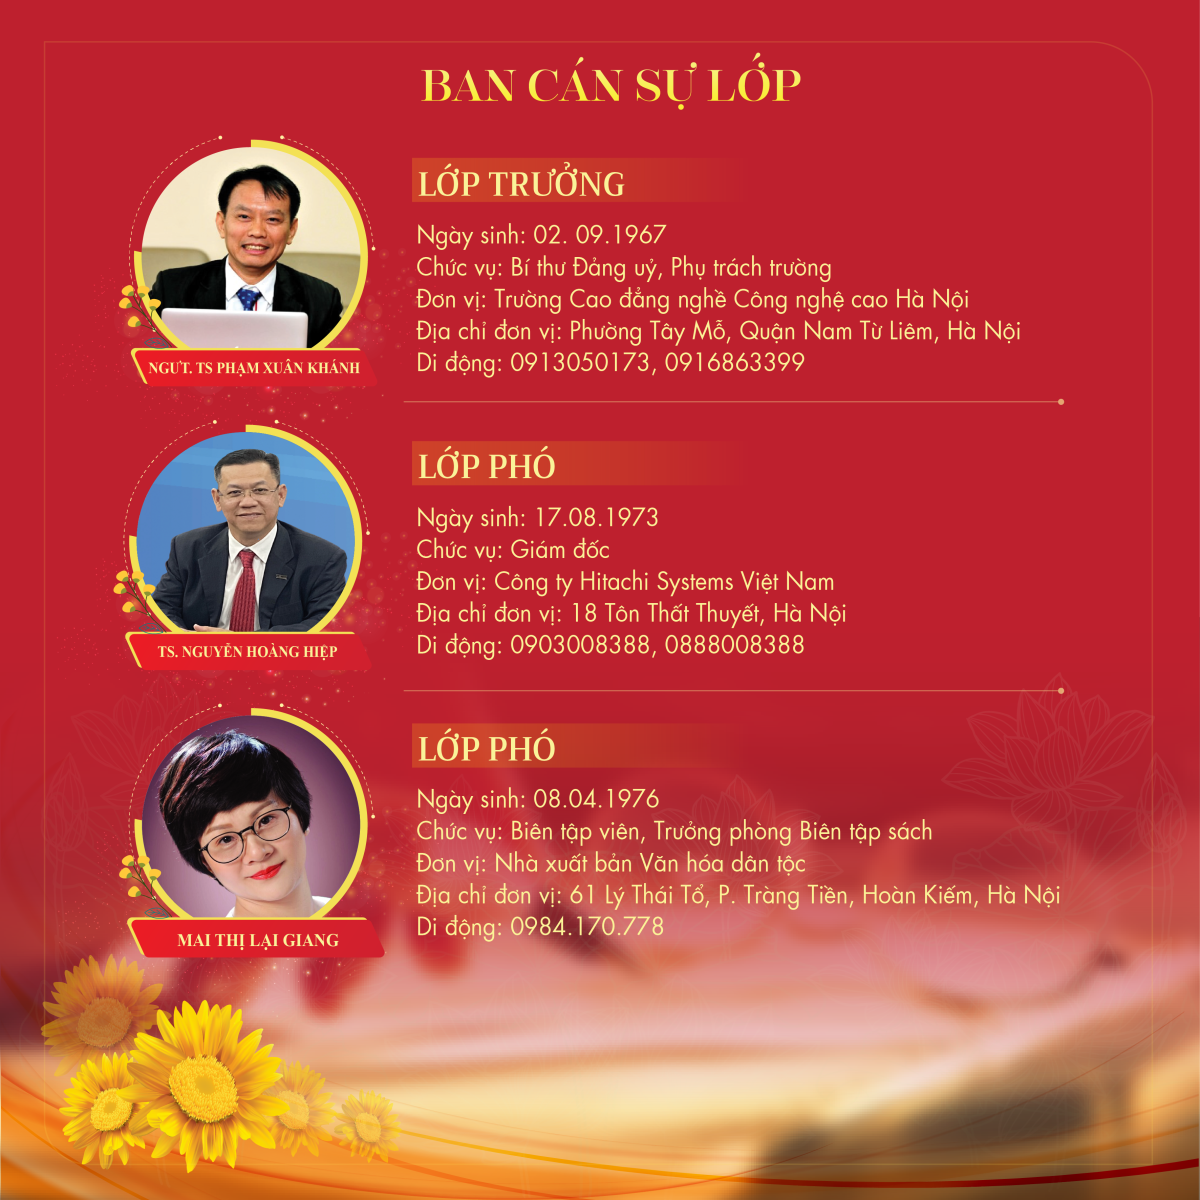 BAN CÁN SỰ LỚP
LỚP TRƯỞNG
Ngày sinh: 02. 09.1967
Chức vụ: Bí thư Đảng uỷ, Phụ trách trường
Đơn vị: Trường Cao đẳng nghề Công nghệ cao Hà Nội
Địa chỉ đơn vị: Phường Tây Mỗ, Quận Nam Từ Liêm, Hà Nội
Di động: 0913050173, 0916863399
NGƯT. TS PHẠM XUÂN KHÁNH
LỚP PHÓ
Ngày sinh: 17.08.1973
Chức vụ: Giám đốc
Đơn vị: Công ty Hitachi Systems Việt Nam
Địa chỉ đơn vị: 18 Tôn Thất Thuyết, Hà Nội
Di động: 0903008388, 0888008388
TS. NGUYỄN HOÀNG HIỆP
LỚP PHÓ
Ngày sinh: 08.04.1976
Chức vụ: Biên tập viên, Trưởng phòng Biên tập sách
Đơn vị: Nhà xuất bản Văn hóa dân tộc
Địa chỉ đơn vị: 61 Lý Thái Tổ, P. Tràng Tiền, Hoàn Kiếm, Hà Nội
Di động: 0984.170.778
MAI THỊ LẠI GIANG